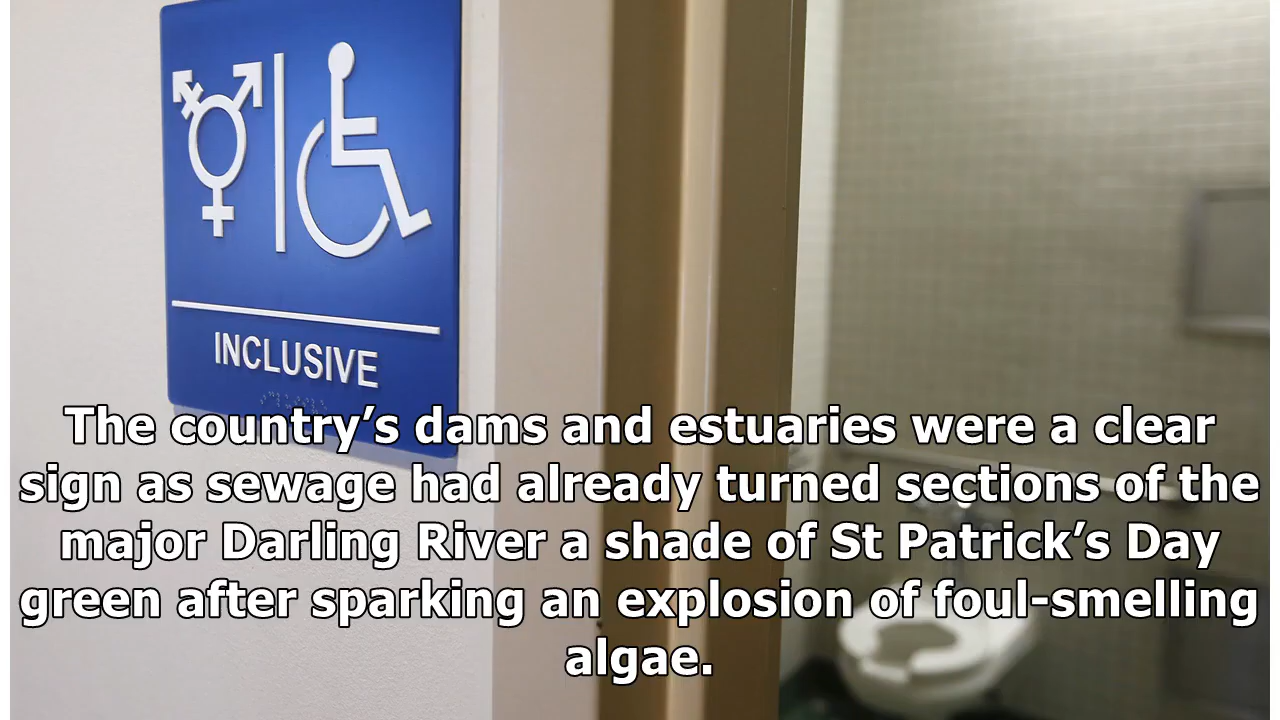 INCLUSIVE
The country’s dams and estuaries were a clear
sign as sewage had already turned sections of the
major Darling River a shade of St Patrick’s Day
green after sparking an explosion of foul-smelling
algae.